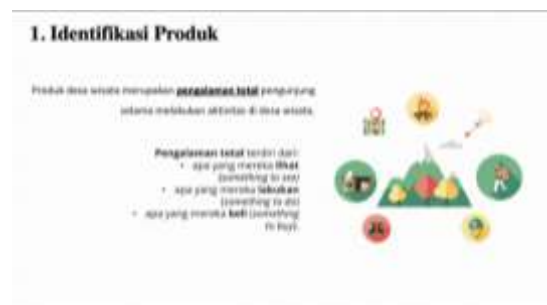 1. Identifikasi Produk
Produk desa wisata merupakan pengalaman total pengunjung
selama melakukan aktivitas di desa wisata.
Pengalaman total terdiri dari:
• apa yang mereka lihat
(something to see)
• apa yang mereka lakukan
(something to do)
• apa yang mereka beli (something
to buy).